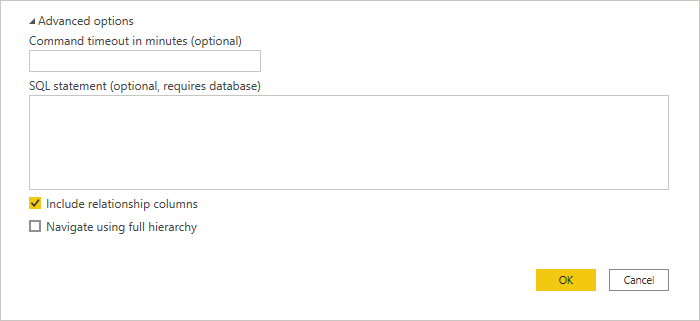 Advanced options
Command timeout in minutes (optional)
SQL statement (optional, requires database)
Include relationship columns
Navigate using full hierarchy
OK
Cancel